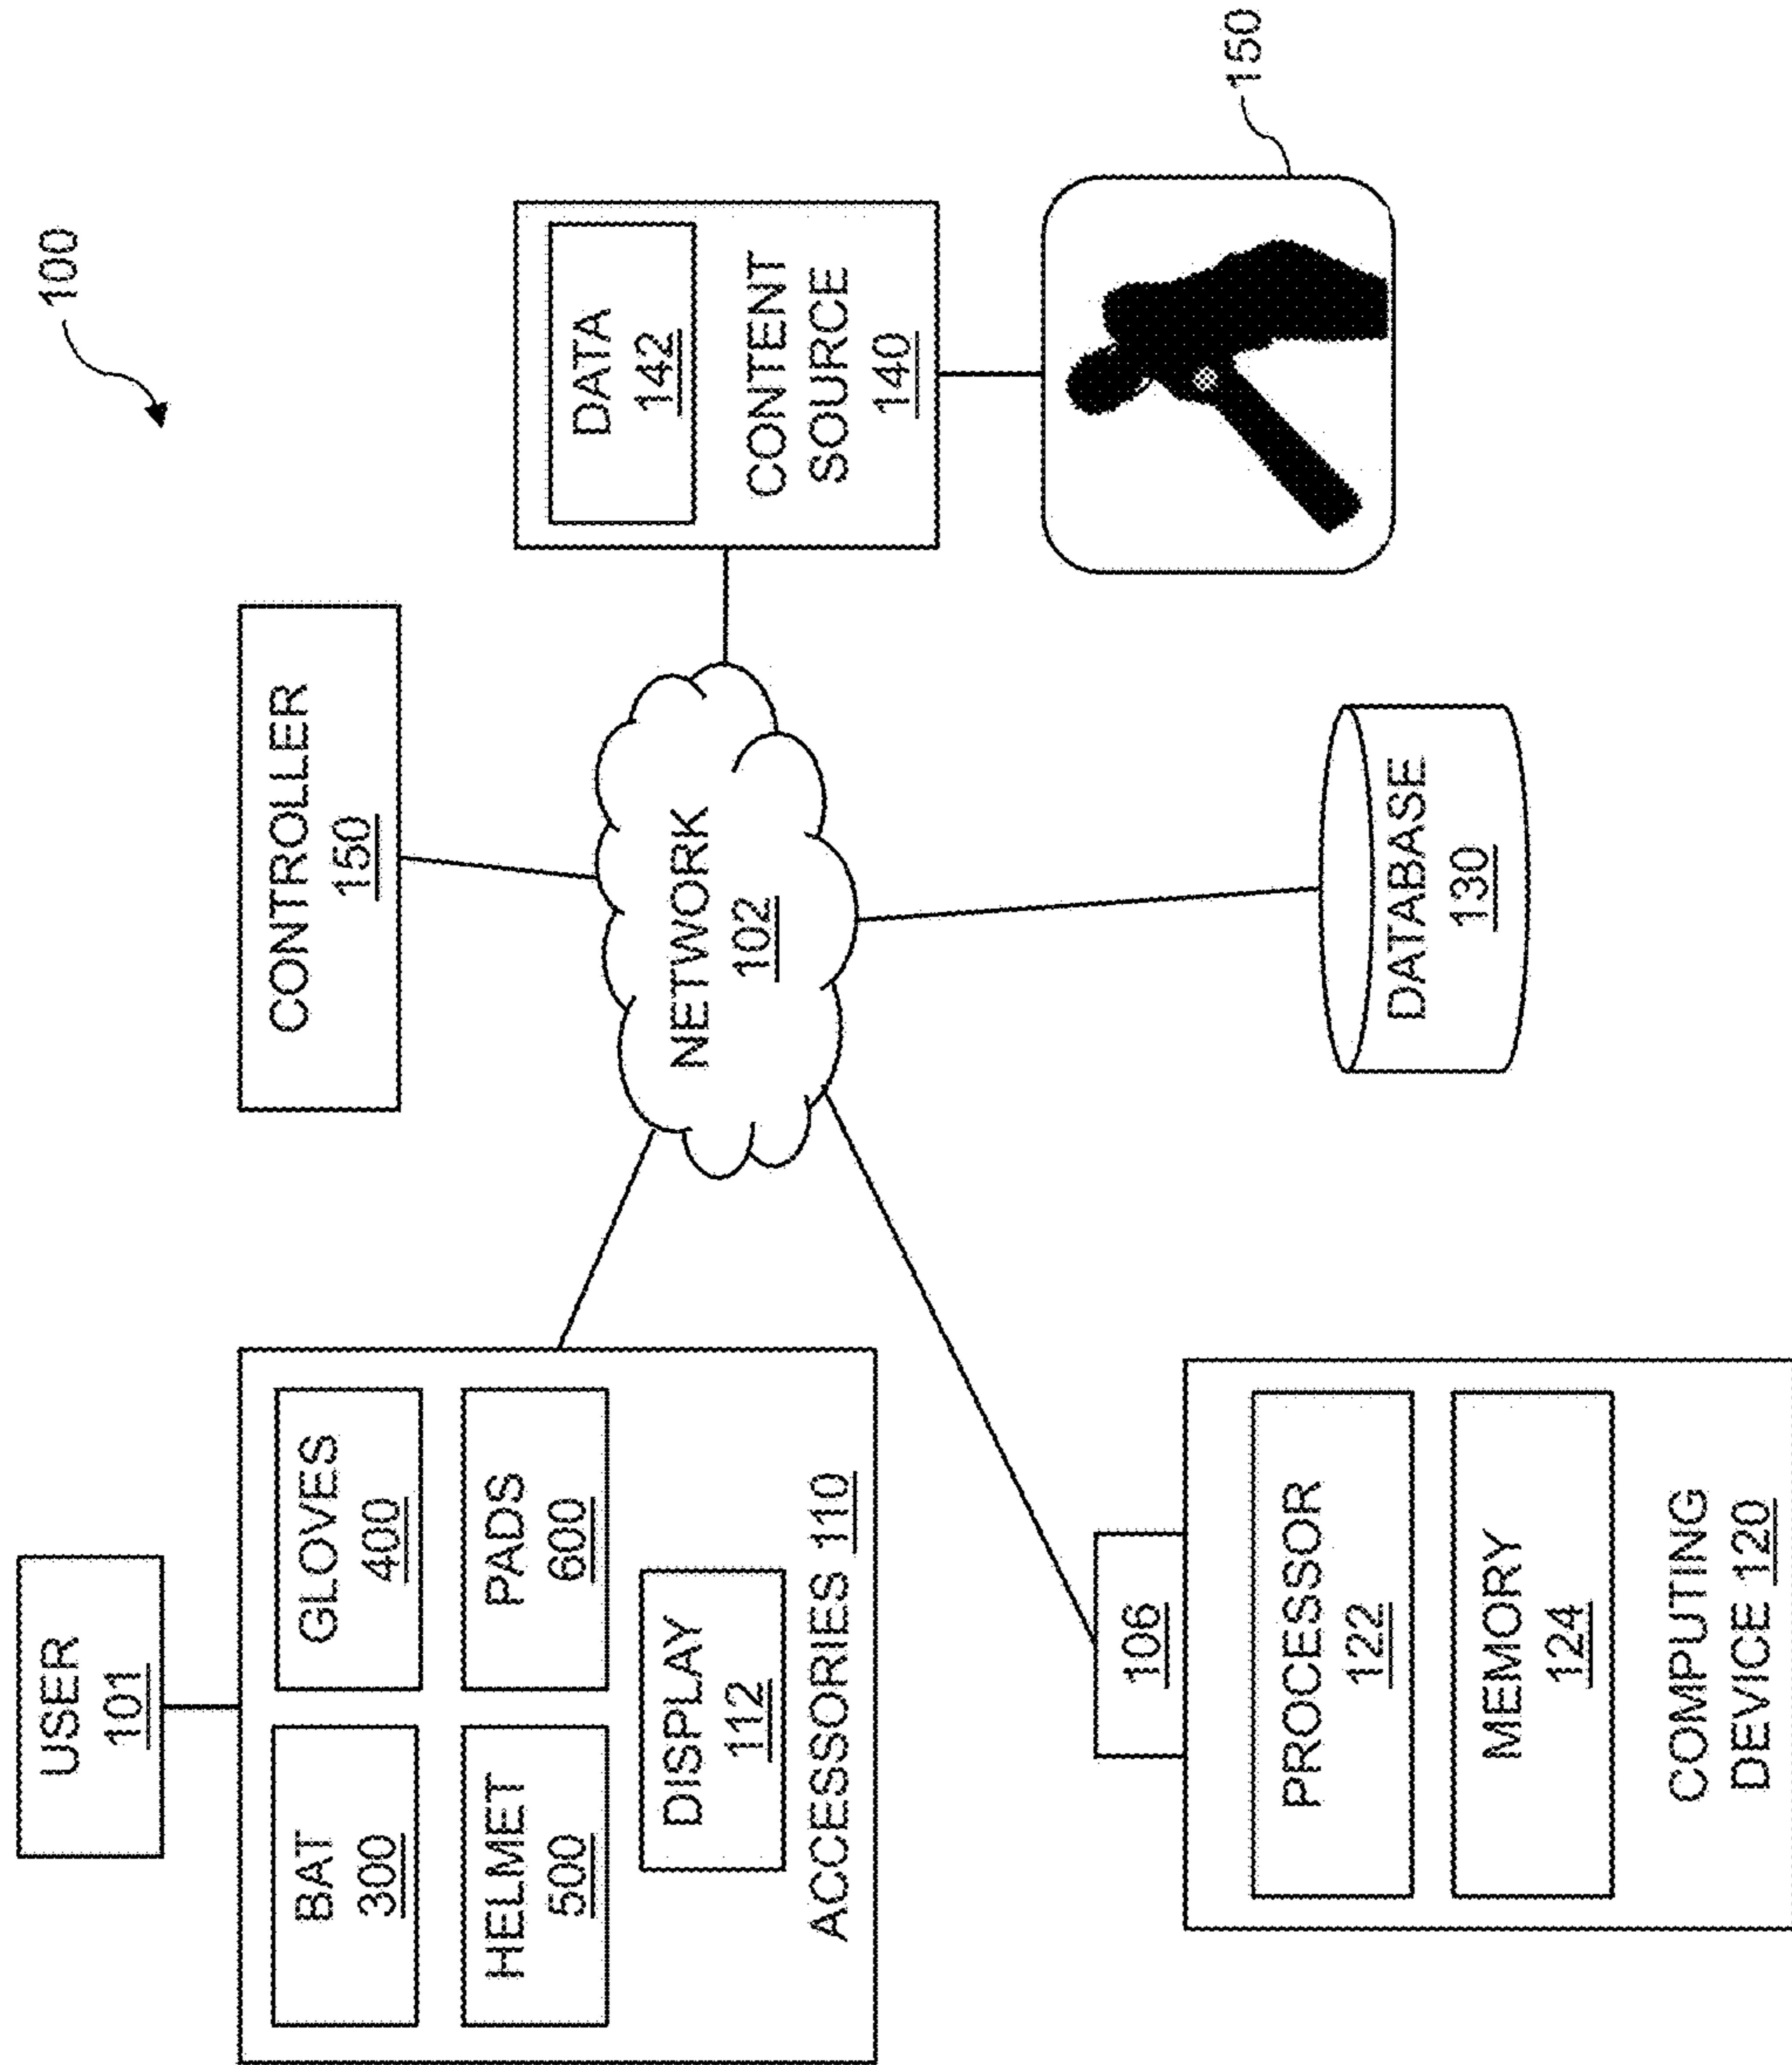 100
USER
101
BAT
300
GLOVES
400
HELMET
500
PADS
600
DISPLAY
112
ACCESSORIES 110
CONTROLLER
150
NETWORK
102
DATA
142
CONTENT
SOURCE
140
150
106
PROCESSOR
122
MEMORY
124
COMPUTING
DEVICE 120
DATABASE
130